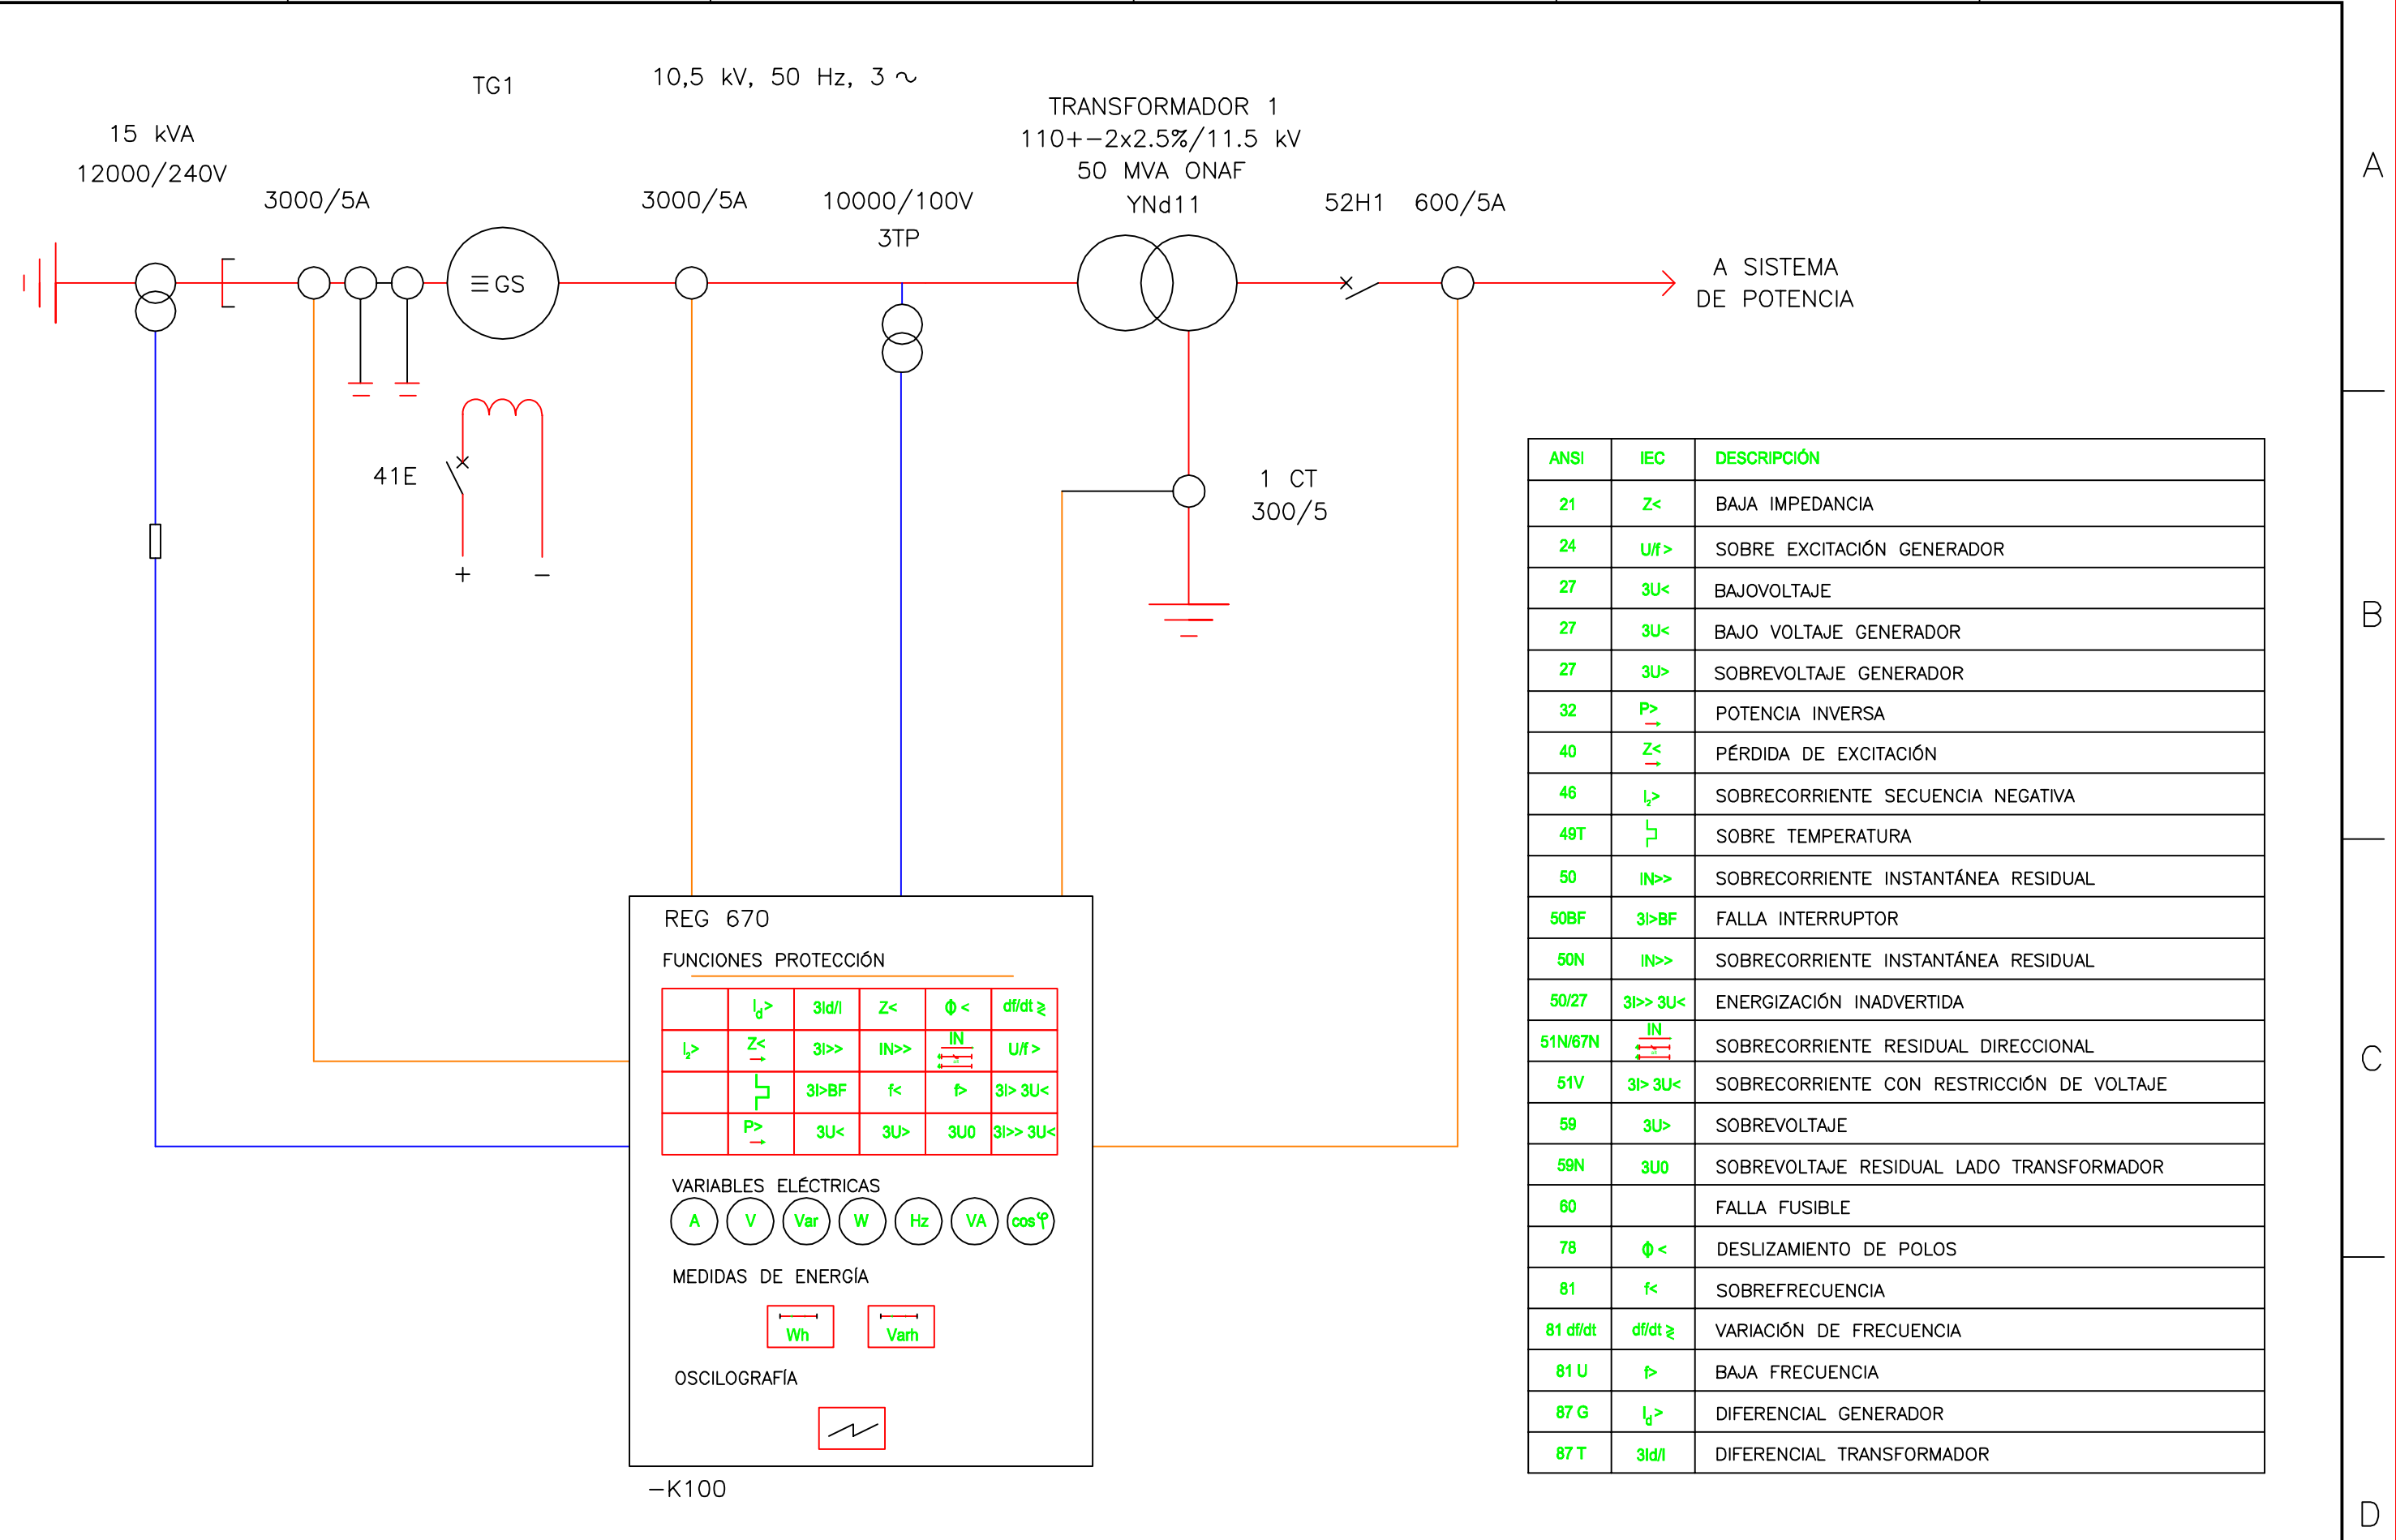 TG1
10,5 kV, 50 Hz, 3 ~
15 kVA
12000/240V
3000/5A
3000/5A
10000/100V
3TP
TRANSFORMADOR 1
110+-2x2.5%/11.5 kV
50 MVA ONAF
YNd11
52H1
600/5A
GS
A SISTEMA
DE POTENCIA
41E
+ -
1 CT
300/5
REG 670
FUNCIONES PROTECCIÓN
Id> 3Id/I Z< Φ< df/dt ≷
I2> Z< 3I>> IN>> IN U/f >
3I>BF f< f> 3I> 3U<
P> 3U< 3U> 3U0 3I>> 3U<
VARIABLES ELÉCTRICAS
A V Var W Hz VA cosφ
MEDIDAS DE ENERGÍA
Wh Varh
OSCILOGRAFÍA
-K100
ANSI IEC DESCRIPCIÓN
21 Z< BAJA IMPEDANCIA
24 U/f > SOBRE EXCITACIÓN GENERADOR
27 3U< BAJOVOLTAJE
27 3U< BAJO VOLTAJE GENERADOR
27 3U> SOBREVOLTAJE GENERADOR
32 P> POTENCIA INVERSA
40 Z< PÉRDIDA DE EXCITACIÓN
46 I2> SOBRECORRIENTE SECUENCIA NEGATIVA
49T SOBRE TEMPERATURA
50 IN>> SOBRECORRIENTE INSTANTÁNEA RESIDUAL
50BF 3I>BF FALLA INTERRUPTOR
50N IN>> SOBRECORRIENTE INSTANTÁNEA RESIDUAL
50/27 3I>> 3U< ENERGIZACIÓN INADVERTIDA
51N/67N IN SOBRECORRIENTE RESIDUAL DIRECCIONAL
51V 3I> 3U< SOBRECORRIENTE CON RESTRICCIÓN DE VOLTAJE
59 3U> SOBREVOLTAJE
59N 3U0 SOBREVOLTAJE RESIDUAL LADO TRANSFORMADOR
60 FALLA FUSIBLE
78 Φ< DESLIZAMIENTO DE POLOS
81 f< SOBREFRECUENCIA
81 df/dt df/dt ≷ VARIACIÓN DE FRECUENCIA
81 U f> BAJA FRECUENCIA
87 G Id> DIFERENCIAL GENERADOR
87 T 3Id/I DIFERENCIAL TRANSFORMADOR
A
B
C
D